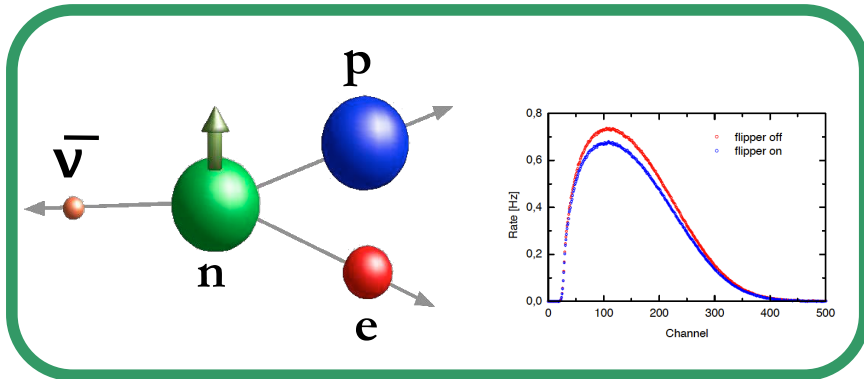 p
ν̄
n
e
0,8
0,6
0,4
0,2
0,0
Rate [Hz]
flipper off
flipper on
0 100 200 300 400 500
Channel